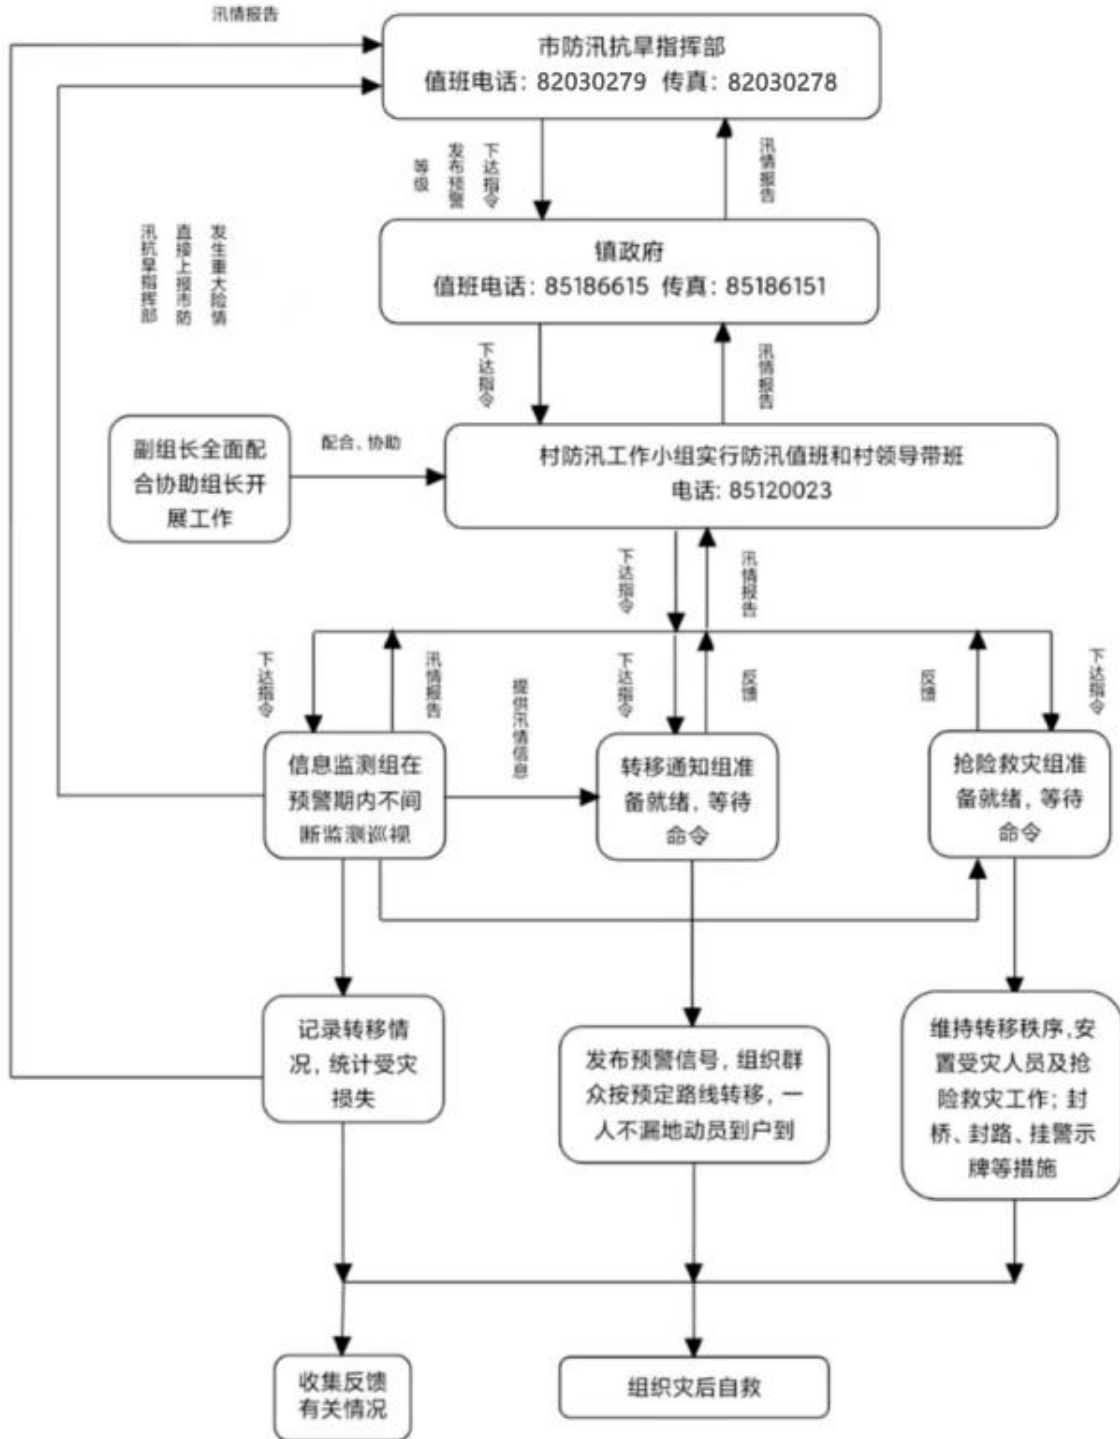 汛情报告
市防汛抗旱指挥部
值班电话：82030279 传真：82030278
下达指令
发布预警
等级
汛情报告
发生重大险情
直接上报市防
汛抗旱指挥部
镇政府
值班电话：85186615 传真：85186151
下达指令
汛情报告
副组长全面配
合协助组长开
展工作
配合、协助
村防汛工作小组实行防汛值班和村领导带班
电话：85120023
下达指令
汛情报告
下达指令
汛情报告
提供汛情信息
下达指令
反馈
反馈
下达指令
信息监测组在
预警期内不间
断监测巡视
转移通知组准
备就绪，等待
命令
抢险救灾组准
备就绪，等待
命令
记录转移情
况，统计受灾
损失
发布预警信号，组织群
众按预定路线转移，一
人不漏地动员到户到
维持转移秩序，安
置受灾人员及抢
险救灾工作；封
桥、封路、挂警示
牌等措施
收集反馈
有关情况
组织灾后自救